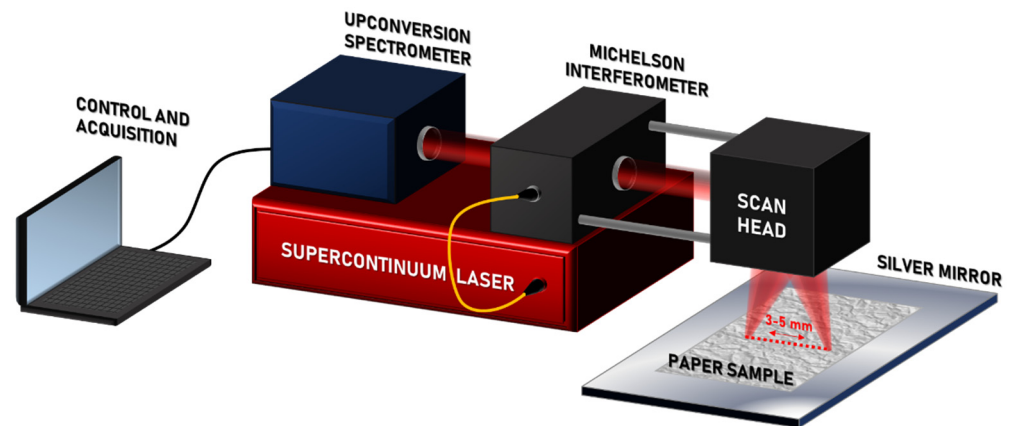 UPCONVERSION
SPECTROMETER
MICHELSON
INTERFEROMETER
CONTROL AND
ACQUISITION
SCAN
HEAD
SUPERCONTINUUM LASER
SILVER MIRROR
3-5 mm
PAPER SAMPLE